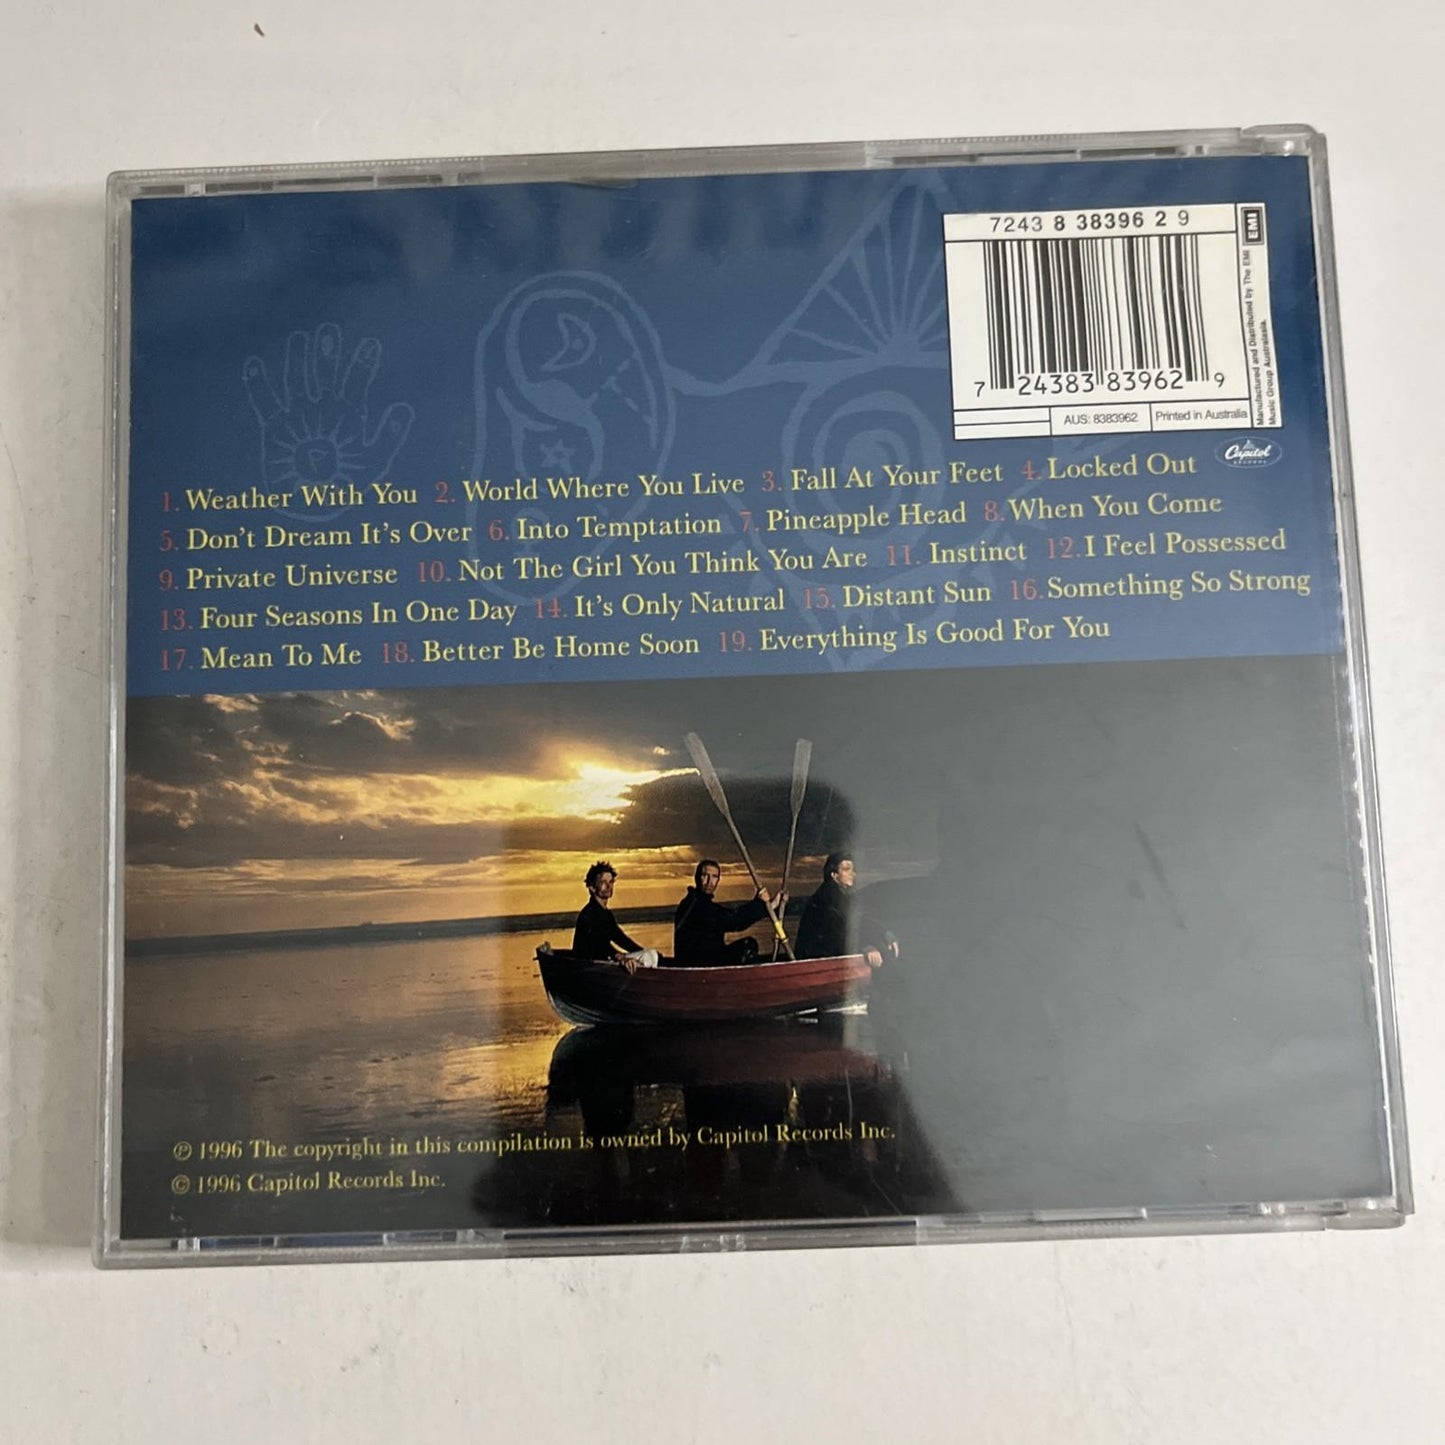 7243 8 38396 2 9
EMI
Manufactured and Distributed by The EMI
Music Group Australasia.
7 24383 83962 9
AUS: 8383962
Printed in Australia
Capitol
RECORDS
1. Weather With You 2. World Where You Live 3. Fall At Your Feet 4. Locked Out
5. Don't Dream It's Over 6. Into Temptation 7. Pineapple Head 8. When You Come
9. Private Universe 10. Not The Girl You Think You Are 11. Instinct 12. I Feel Possessed
13. Four Seasons In One Day 14. It's Only Natural 15. Distant Sun 16. Something So Strong
17. Mean To Me 18. Better Be Home Soon 19. Everything Is Good For You
℗ 1996 The copyright in this compilation is owned by Capitol Records Inc.
© 1996 Capitol Records Inc.